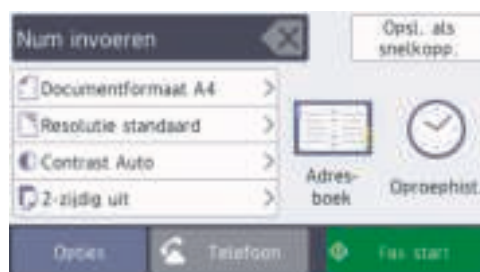 Num invoeren
Opsl. als
snelkopp.
Documentformaat A4
Resolutie standaard
Contrast Auto
2-zijdig uit
Adres-
boek
Oproephist.
Opties
Telefoon
Fax start